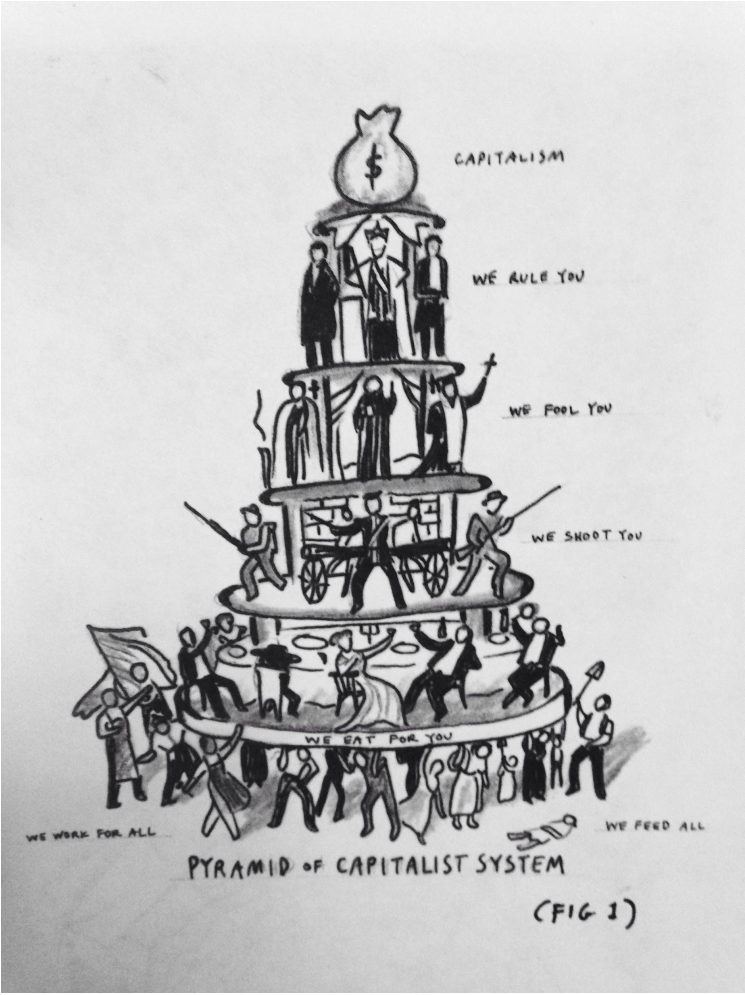 $
CAPITALISM
WE RULE YOU
WE FOOL YOU
WE SHOOT YOU
WE EAT FOR YOU
WE WORK FOR ALL
WE FEED ALL
PYRAMID OF CAPITALIST SYSTEM
(FIG 1)